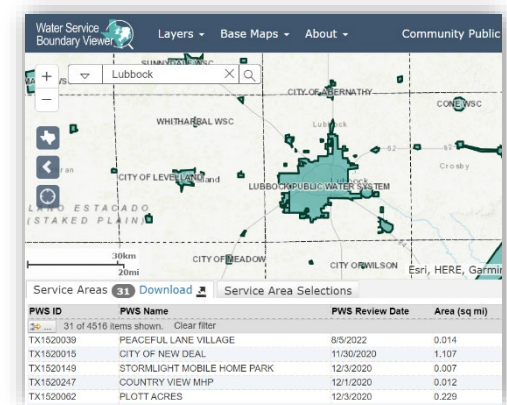 Water Service
Boundary Viewer
Layers
Base Maps
About
Community Public
SUNNYDALE WSC
+
Lubbock
CITY OF ABERNATHY
−
CONE WSC
WHITHARRAL WSC
Lubbock
62
Crosby
CITY OF LEVELLAND
LUBBOCK PUBLIC WATER SYSTEM
LLANO ESTACADO
(STAKED PLAIN)
84
30km
20mi
CITY OF MEADOW
CITY OF WILSON
Esri, HERE, Garmin
Service Areas 31 Download
Service Area Selections
PWS ID PWS Name PWS Review Date Area (sq mi)
... 31 of 4516 items shown. Clear filter
TX1520039 PEACEFUL LANE VILLAGE 8/5/2022 0.014
TX1520015 CITY OF NEW DEAL 11/30/2020 1.107
TX1520149 STORMLIGHT MOBILE HOME PARK 12/3/2020 0.007
TX1520247 COUNTRY VIEW MHP 12/1/2020 0.012
TX1520062 PLOTT ACRES 12/3/2020 0.229